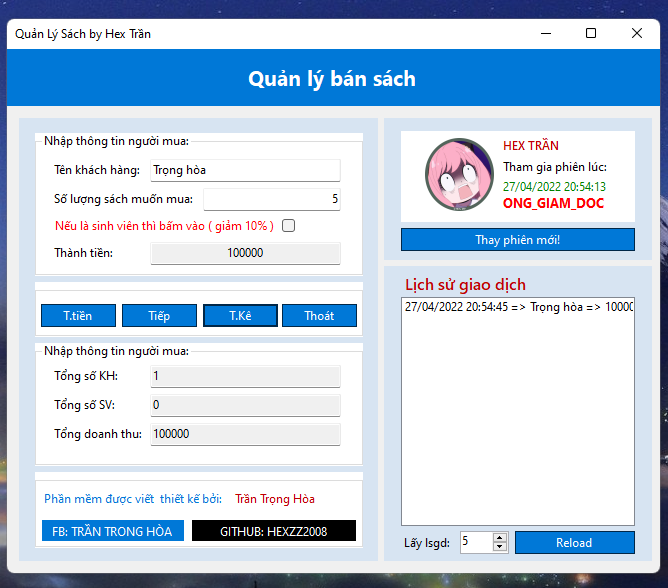 Quản Lý Sách by Hex Trần
Quản lý bán sách
Nhập thông tin người mua:
Tên khách hàng: Trọng hòa
Số lượng sách muốn mua: 5
Nếu là sinh viên thì bấm vào ( giảm 10% )
Thành tiền: 100000
T.tiền Tiếp T.Kê Thoát
Nhập thông tin người mua:
Tổng số KH: 1
Tổng số SV: 0
Tổng doanh thu: 100000
Phần mềm được viết thiết kế bởi: Trần Trọng Hòa
FB: TRẦN TRONG HÒA GITHUB: HEXZZ2008
HEX TRẦN
Tham gia phiên lúc:
27/04/2022 20:54:13
ONG_GIAM_DOC
Thay phiên mới!
Lịch sử giao dịch
27/04/2022 20:54:45 => Trọng hòa => 10000
Lấy lsgd: 5 Reload